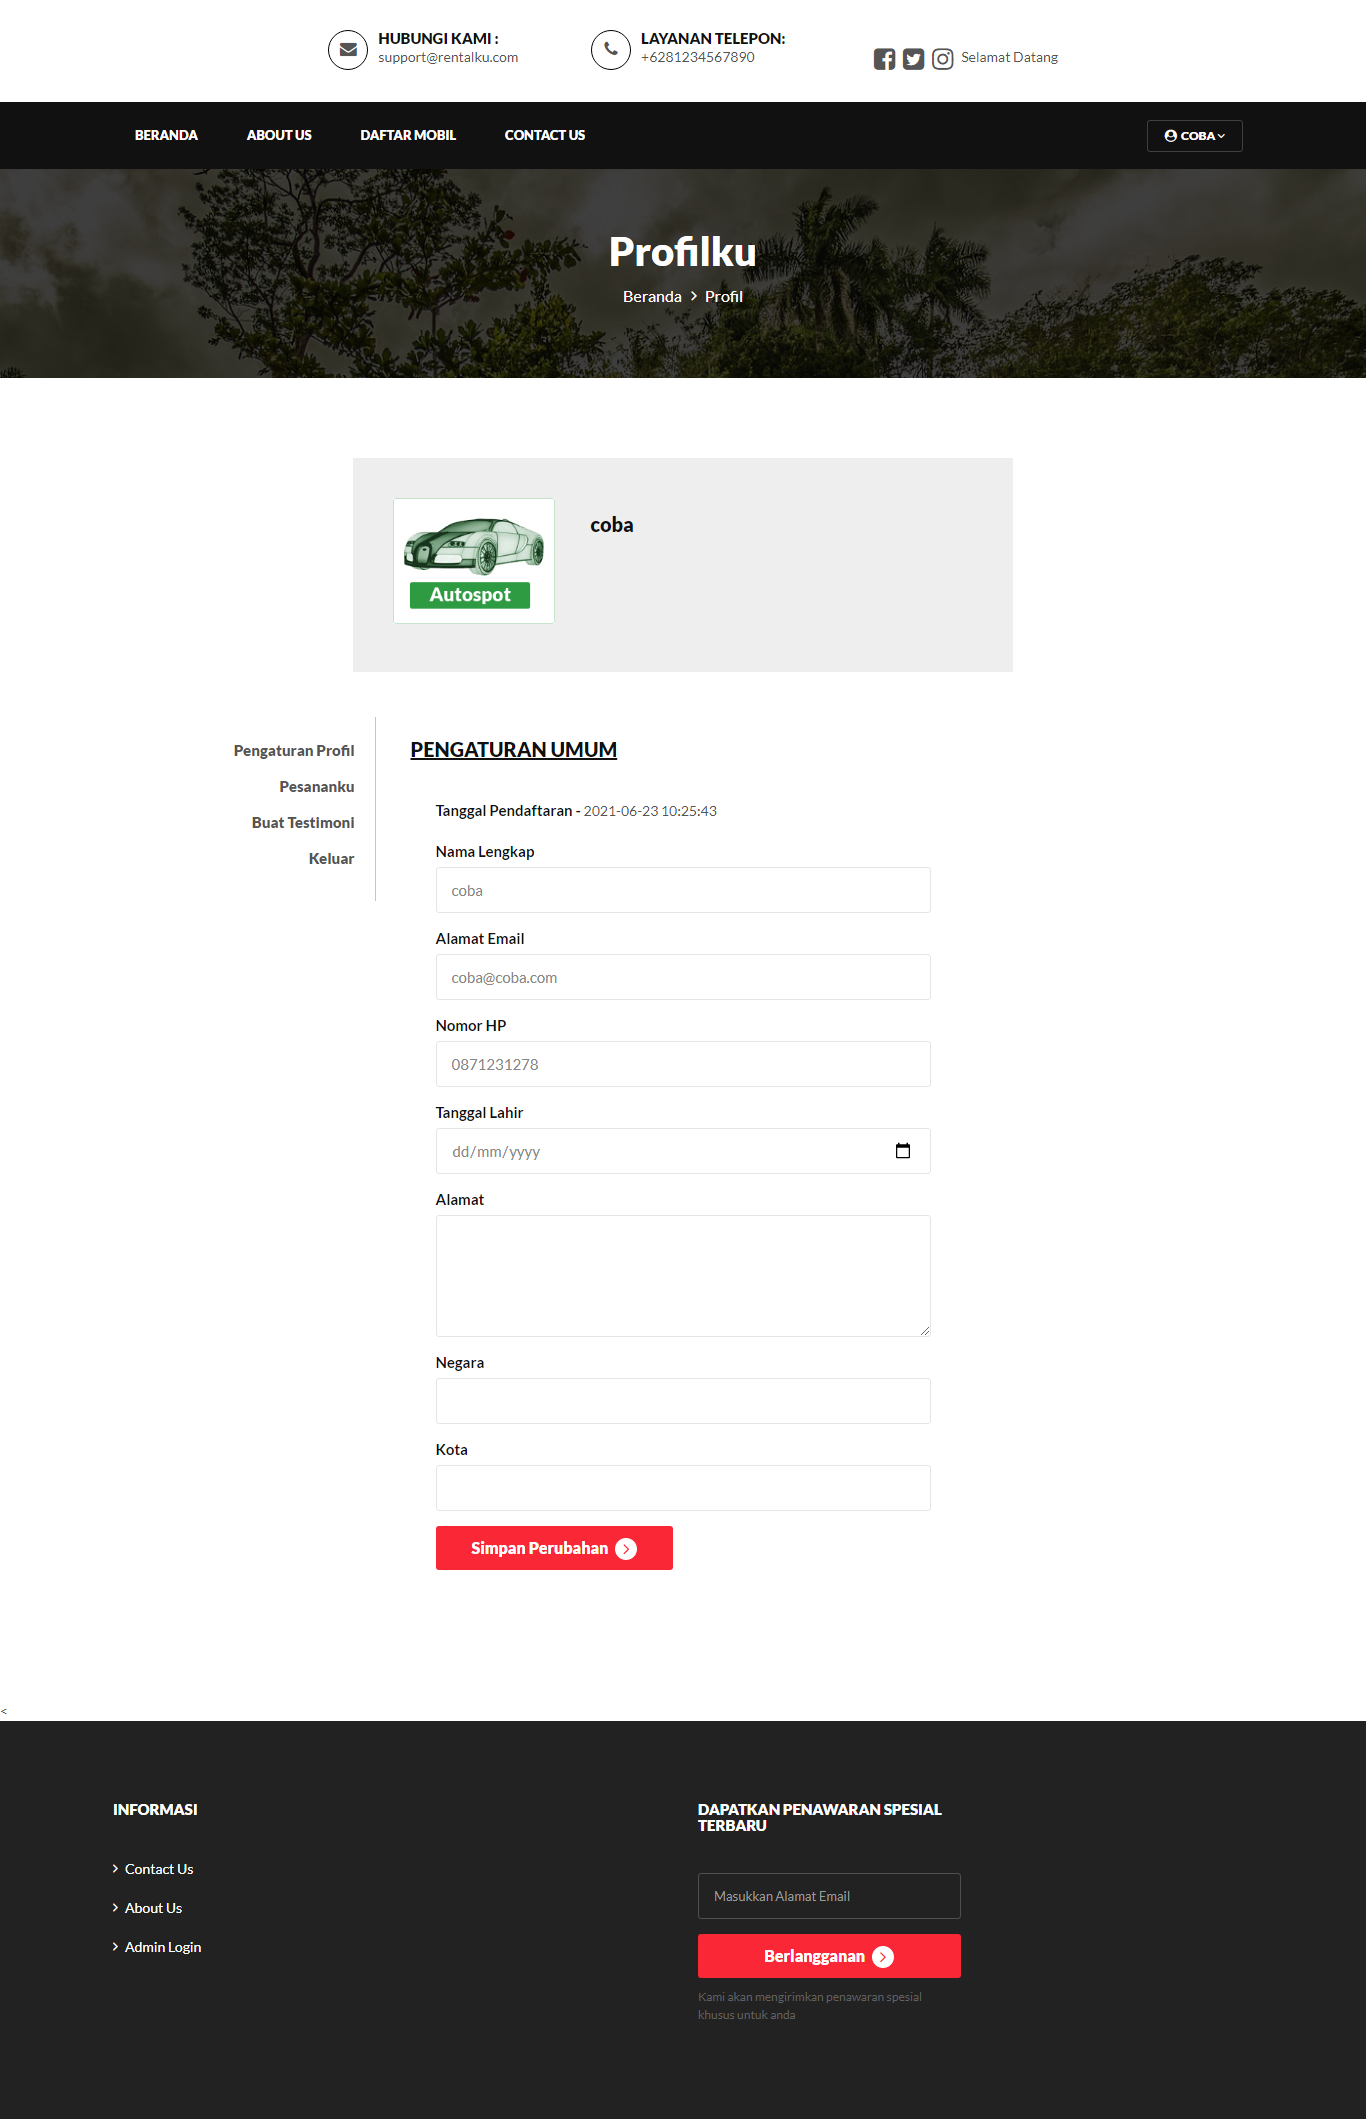 HUBUNGI KAMI :
support@rentalku.com
LAYANAN TELEPON:
+6281234567890
Selamat Datang
BERANDA
ABOUT US
DAFTAR MOBIL
CONTACT US
COBA
Profilku
Beranda
Profil
Autospot
coba
Pengaturan Profil
Pesananku
Buat Testimoni
Keluar
PENGATURAN UMUM
Tanggal Pendaftaran - 2021-06-23 10:25:43
Nama Lengkap
coba
Alamat Email
coba@coba.com
Nomor HP
0871231278
Tanggal Lahir
dd/mm/yyyy
Alamat
Negara
Kota
Simpan Perubahan
<
INFORMASI
Contact Us
About Us
Admin Login
DAPATKAN PENAWARAN SPESIAL
TERBARU
Masukkan Alamat Email
Berlangganan
Kami akan mengirimkan penawaran spesial
khusus untuk anda